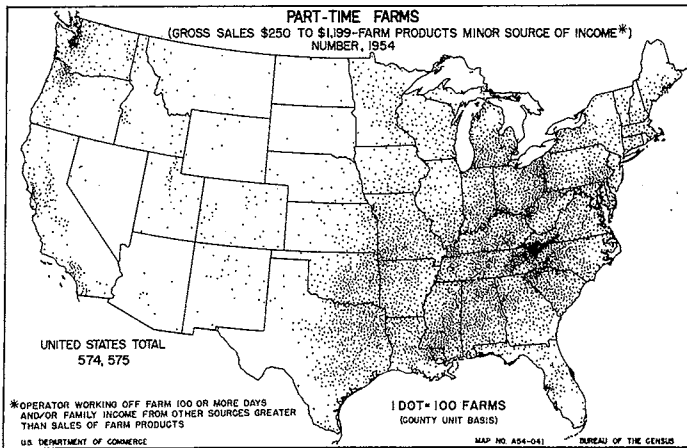 PART-TIME FARMS
(GROSS SALES $250 TO $1,199-FARM PRODUCTS MINOR SOURCE OF INCOME*)
NUMBER, 1954
UNITED STATES TOTAL
574, 575
1 DOT= 100 FARMS
(COUNTY UNIT BASIS)
*OPERATOR WORKING OFF FARM 100 OR MORE DAYS
AND/OR FAMILY INCOME FROM OTHER SOURCES GREATER
THAN SALES OF FARM PRODUCTS
U.S. DEPARTMENT OF COMMERCE
MAP NO. A54-041
BUREAU OF THE CENSUS